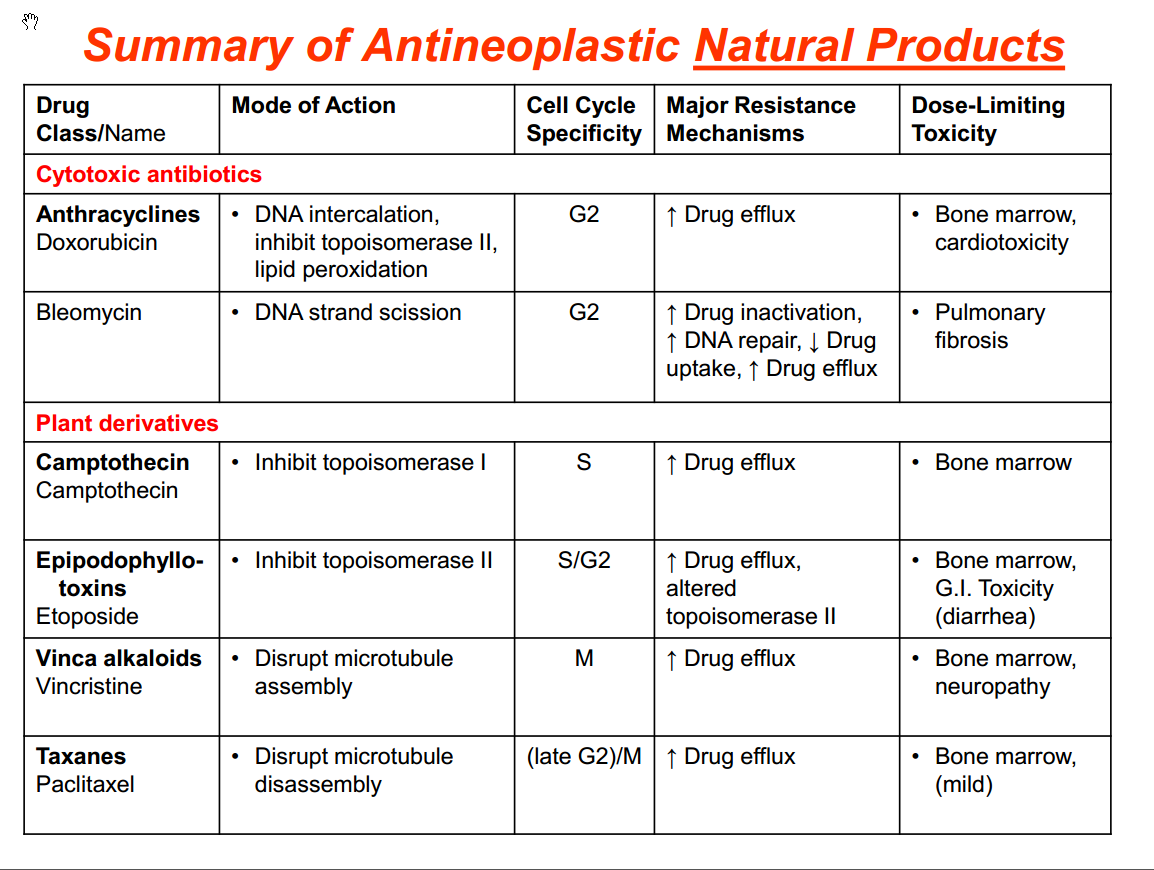 Summary of Antineoplastic Natural Products
Drug
Class/Name
Mode of Action
Cell Cycle
Specificity
Major Resistance
Mechanisms
Dose-Limiting
Toxicity
Cytotoxic antibiotics
Anthracyclines
Doxorubicin
• DNA intercalation,
inhibit topoisomerase II,
lipid peroxidation
G2
↑ Drug efflux
• Bone marrow,
cardiotoxicity
Bleomycin
• DNA strand scission
G2
↑ Drug inactivation,
↑ DNA repair, ↓ Drug
uptake, ↑ Drug efflux
• Pulmonary
fibrosis
Plant derivatives
Camptothecin
Camptothecin
• Inhibit topoisomerase I
S
↑ Drug efflux
• Bone marrow
Epipodophyllo-
toxins
Etoposide
• Inhibit topoisomerase II
S/G2
↑ Drug efflux,
altered
topoisomerase II
• Bone marrow,
G.I. Toxicity
(diarrhea)
Vinca alkaloids
Vincristine
• Disrupt microtubule
assembly
M
↑ Drug efflux
• Bone marrow,
neuropathy
Taxanes
Paclitaxel
• Disrupt microtubule
disassembly
(late G2)/M
↑ Drug efflux
• Bone marrow,
(mild)